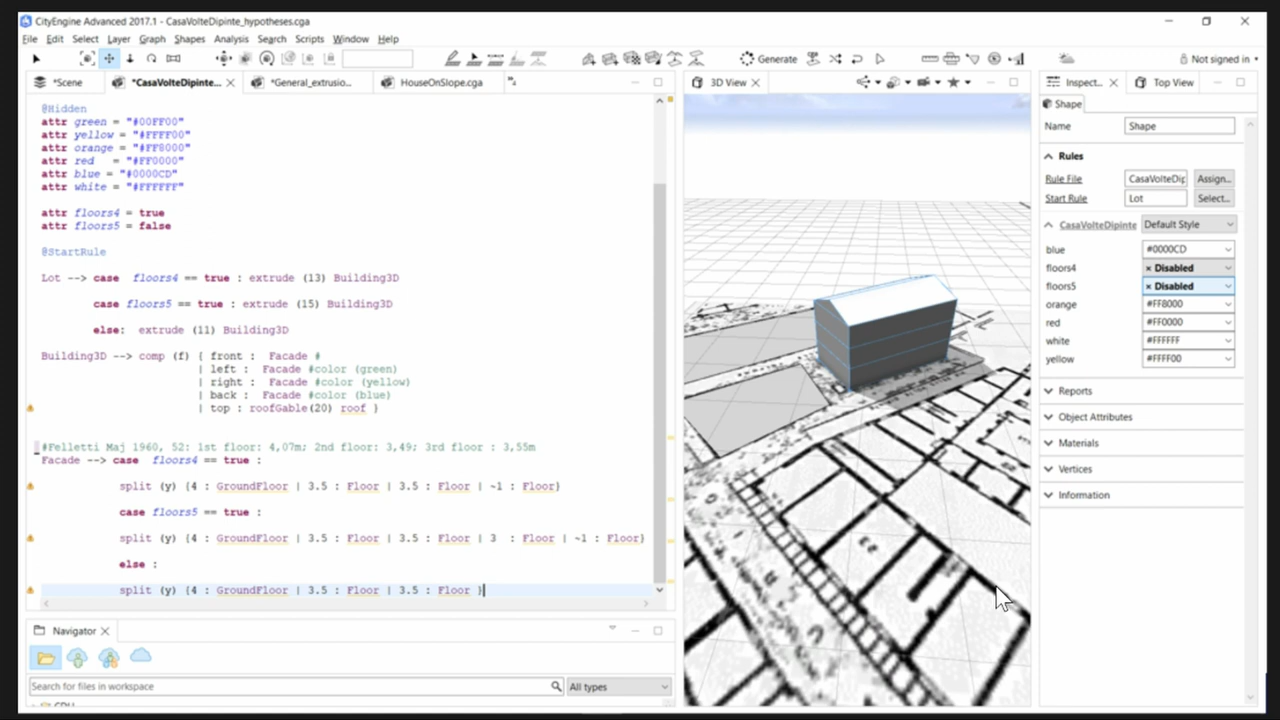 CityEngine Advanced 2017.1 - CasaVolteDipinte_hypotheses.cga
File Edit Select Layer Graph Shapes Analysis Search Scripts Window Help
Generate
Not signed in
*Scene
*CasaVolteDipinte...
*General_extrusio...
HouseOnSlope.cga
@Hidden
attr green = "#00FF00"
attr yellow = "#FFFF00"
attr orange = "#FF8000"
attr red = "#FF0000"
attr blue = "#0000CD"
attr white = "#FFFFFF"
attr floors4 = true
attr floors5 = false
@StartRule
Lot --> case floors4 == true : extrude (13) Building3D
case floors5 == true : extrude (15) Building3D
else: extrude (11) Building3D
Building3D --> comp (f) { front : Facade #
| left : Facade #color (green)
| right : Facade #color (yellow)
| back : Facade #color (blue)
| top : roofGable(20) roof }
#Felletti Maj 1960, 52: 1st floor: 4,07m; 2nd floor: 3,49; 3rd floor : 3,55m
Facade --> case floors4 == true :
split (y) {4 : GroundFloor | 3.5 : Floor | 3.5 : Floor | ~1 : Floor}
case floors5 == true :
split (y) {4 : GroundFloor | 3.5 : Floor | 3.5 : Floor | 3 : Floor | ~1 : Floor}
else :
split (y) {4 : GroundFloor | 3.5 : Floor | 3.5 : Floor }
Navigator
Search for files in workspace
All types
3D View
Inspect...
Top View
Shape
Name Shape
Rules
Rule File CasaVolteDip Assign...
Start Rule Lot Select...
CasaVolteDipinte Default Style
blue #0000CD
floors4 × Disabled
floors5 × Disabled
orange #FF8000
red #FF0000
white #FFFFFF
yellow #FFFF00
Reports
Object Attributes
Materials
Vertices
Information